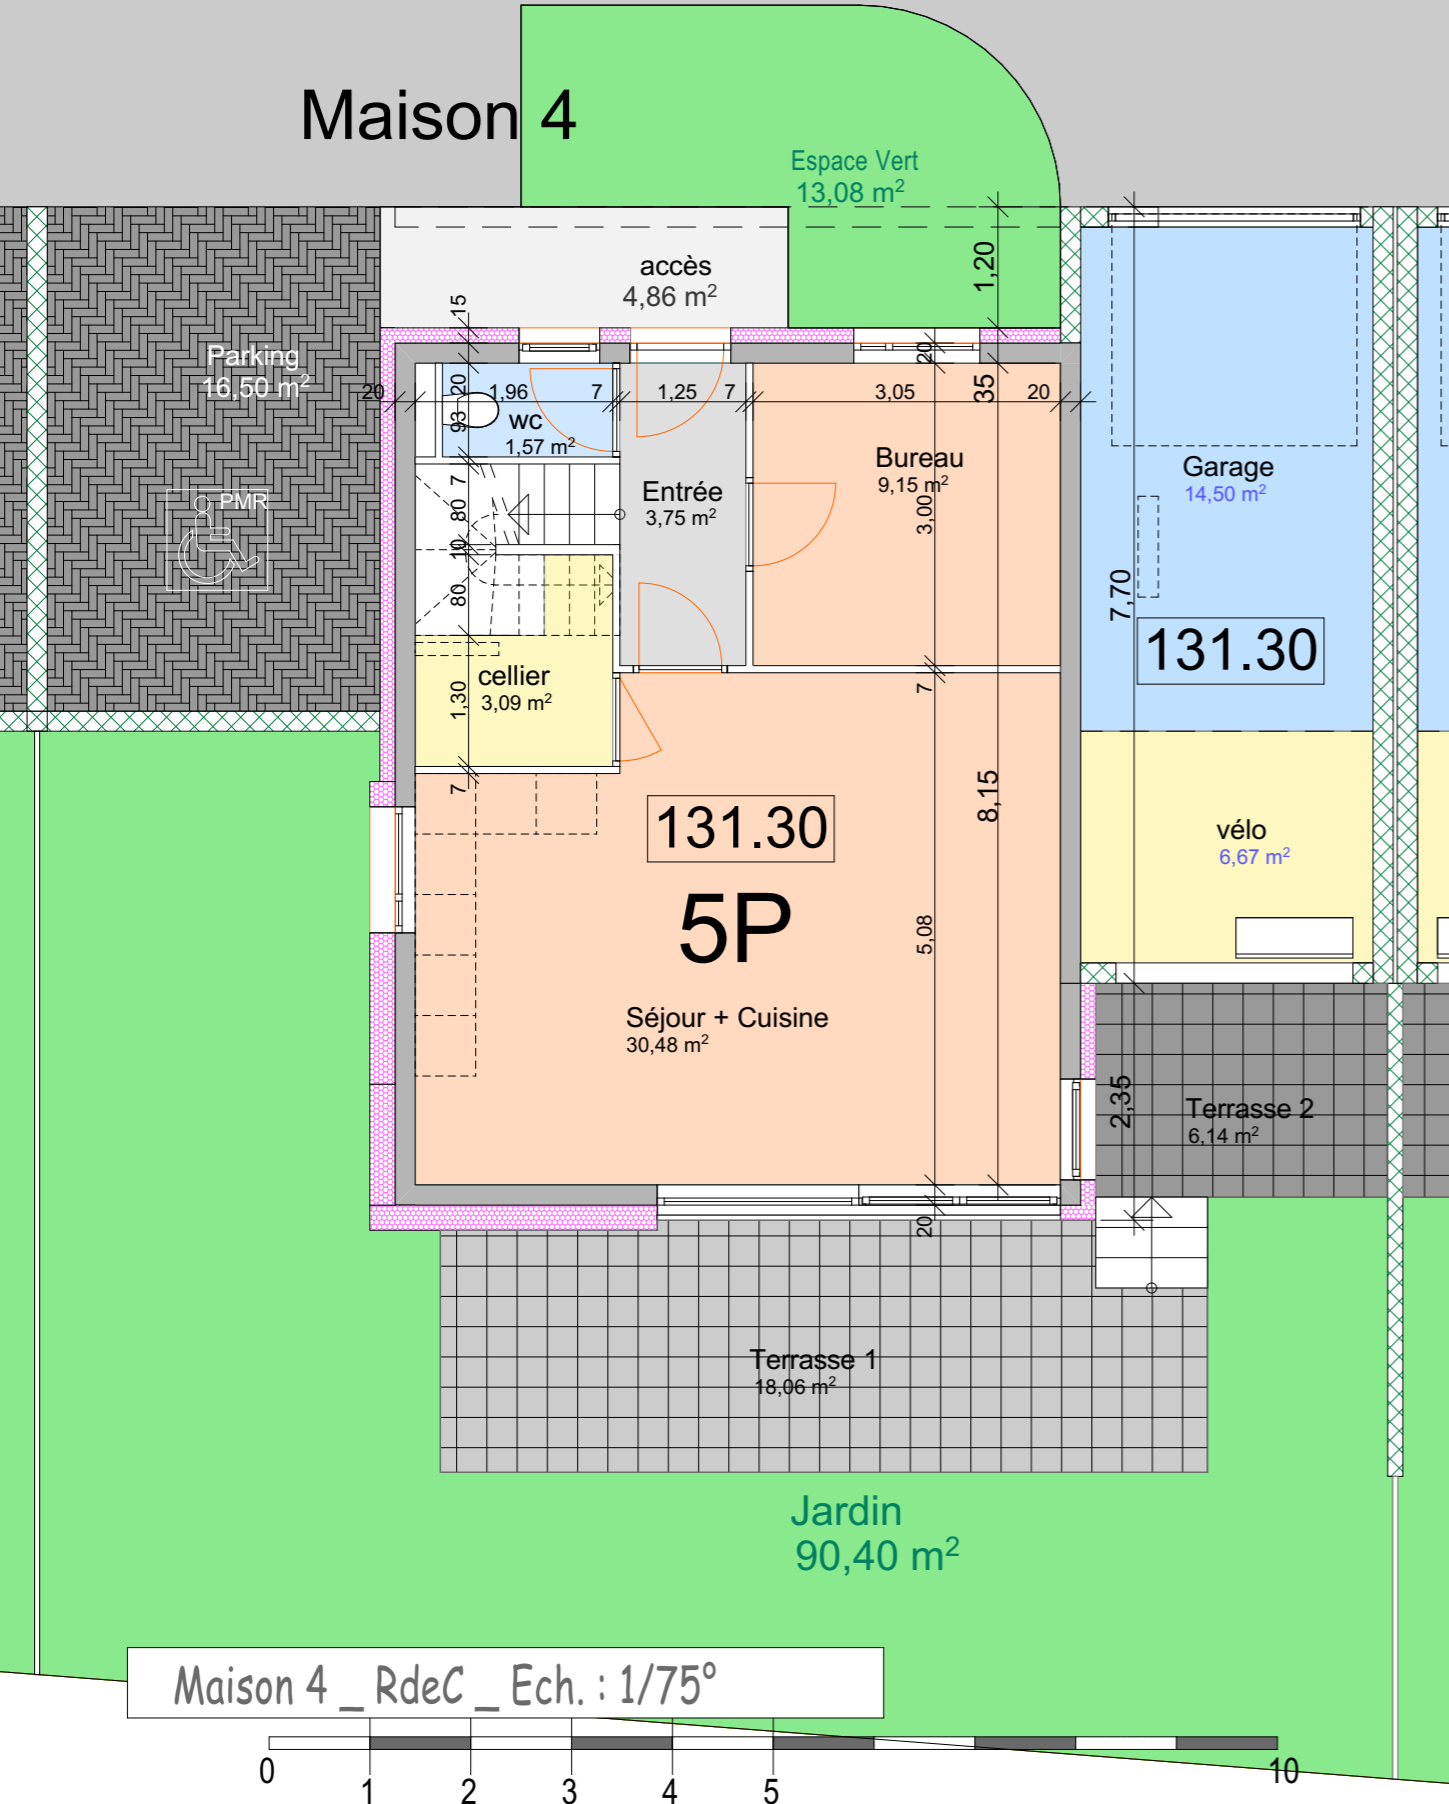 Maison 4
Espace Vert
13,08 m²
accès
4,86 m²
1,20
15
Parking
16,50 m²
PMR
20
20
1,96
7
1,25
7
3,05
20
20
35
93
wc
1,57 m²
7
80
10
80
1,30
7
Entrée
3,75 m²
Bureau
9,15 m²
3,00
Garage
14,50 m²
7,70
131.30
cellier
3,09 m²
7
8,15
131.30
5P
5,08
vélo
6,67 m²
Séjour + Cuisine
30,48 m²
2,35
Terrasse 2
6,14 m²
20
Terrasse 1
18,06 m²
Jardin
90,40 m²
Maison 4 _ RdeC _ Ech. : 1/75°
0
1
2
3
4
5
10